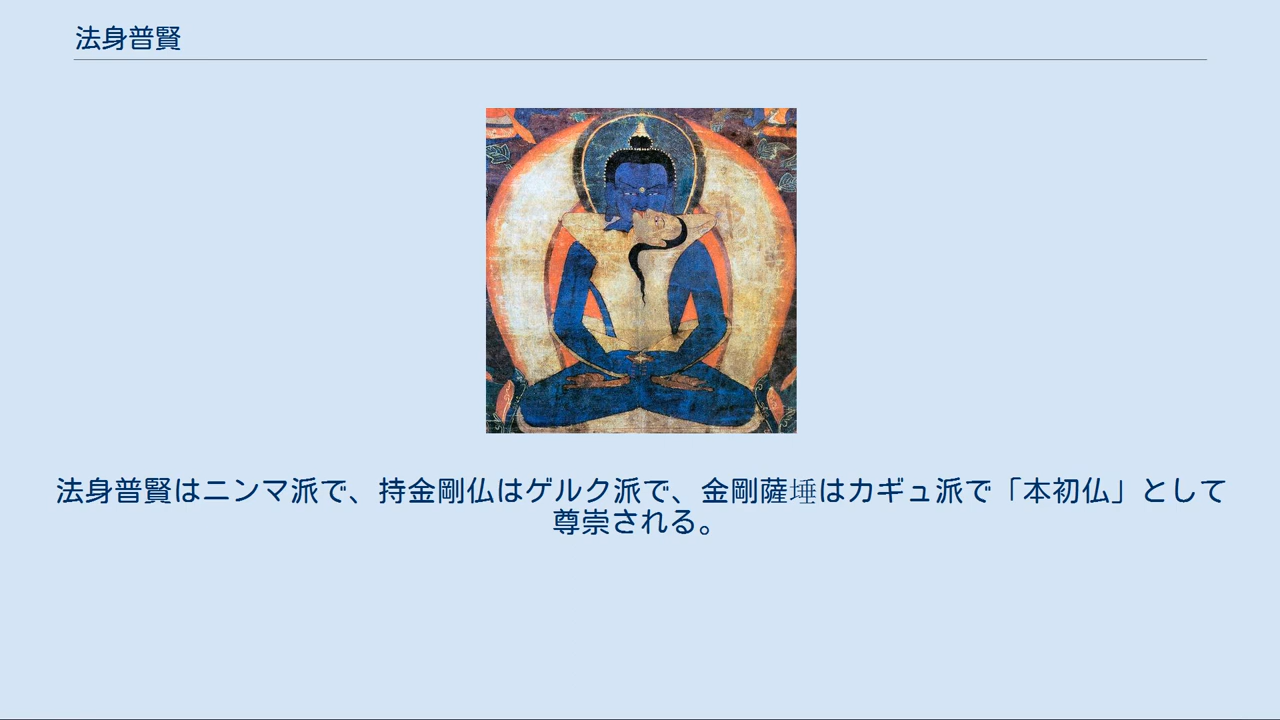 法身普賢
法身普賢はニンマ派で、持金剛仏はゲルク派で、金剛薩埵はカギュ派で「本初仏」として
尊崇される。